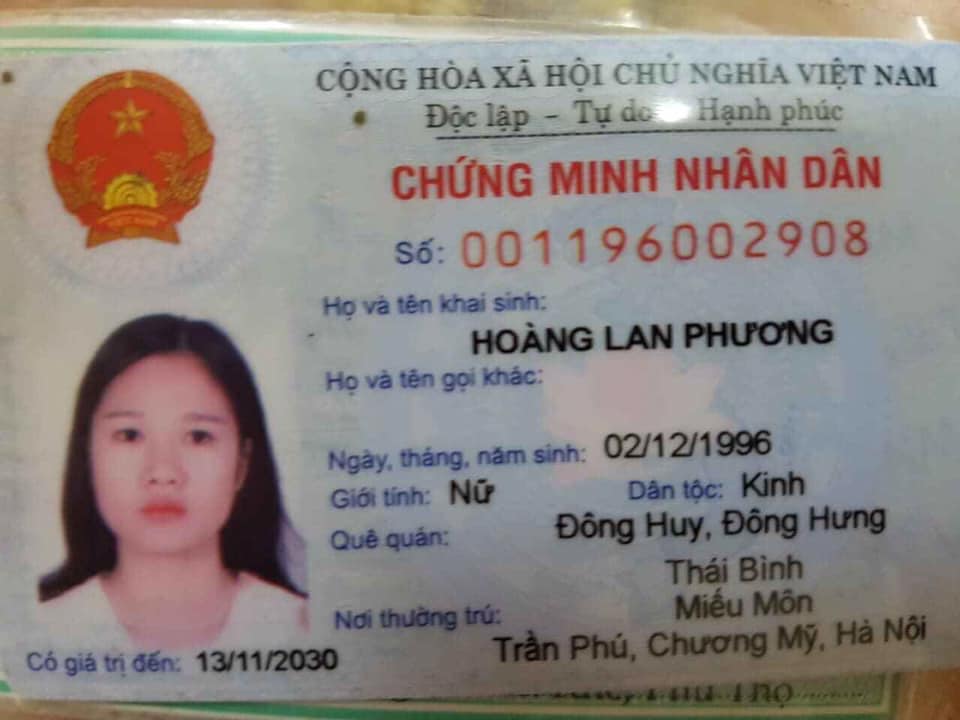 CỘNG HÒA XÃ HỘI CHỦ NGHĨA VIỆT NAM
Độc lập - Tự do Hạnh phúc
CHỨNG MINH NHÂN DÂN
Số: 001196002908
Họ và tên khai sinh:
HOÀNG LAN PHƯƠNG
Họ và tên gọi khác:
Ngày, tháng, năm sinh: 02/12/1996
Giới tính: Nữ Dân tộc: Kinh
Quê quán: Đông Huy, Đông Hưng
Thái Bình
Nơi thường trú: Miếu Môn
Trần Phú, Chương Mỹ, Hà Nội
Có giá trị đến: 13/11/2030